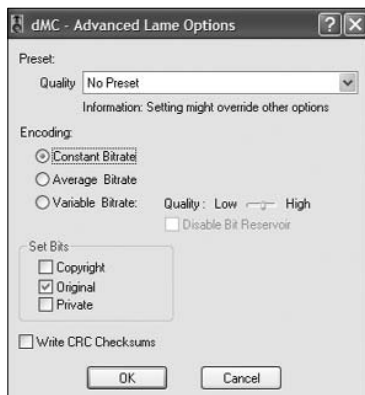 dMC - Advanced Lame Options
Preset:
Quality No Preset
Information: Setting might override other options
Encoding:
Constant Bitrate
Average Bitrate
Variable Bitrate: Quality: Low High
Disable Bit Reservoir
Set Bits
Copyright
Original
Private
Write CRC Checksums
OK Cancel